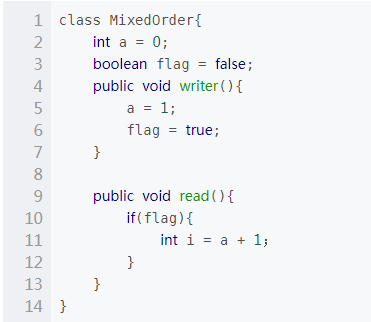 1 class MixedOrder{
2     int a = 0;
3     boolean flag = false;
4     public void writer(){
5         a = 1;
6         flag = true;
7     }
8
9     public void read(){
10         if(flag){
11             int i = a + 1;
12         }
13     }
14 }